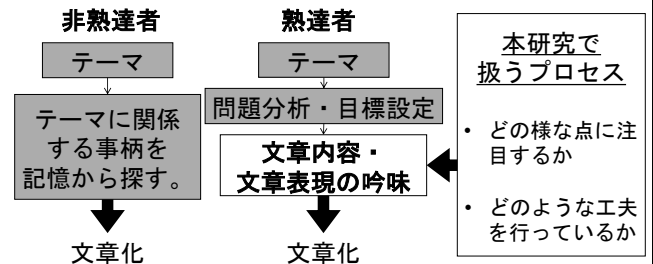 非熟達者
テーマ
テーマに関係
する事柄を
記憶から探す。
文章化
熟達者
テーマ
問題分析・目標設定
文章内容・
文章表現の吟味
文章化
本研究で
扱うプロセス
• どの様な点に注
目するか
• どのような工夫
を行っているか